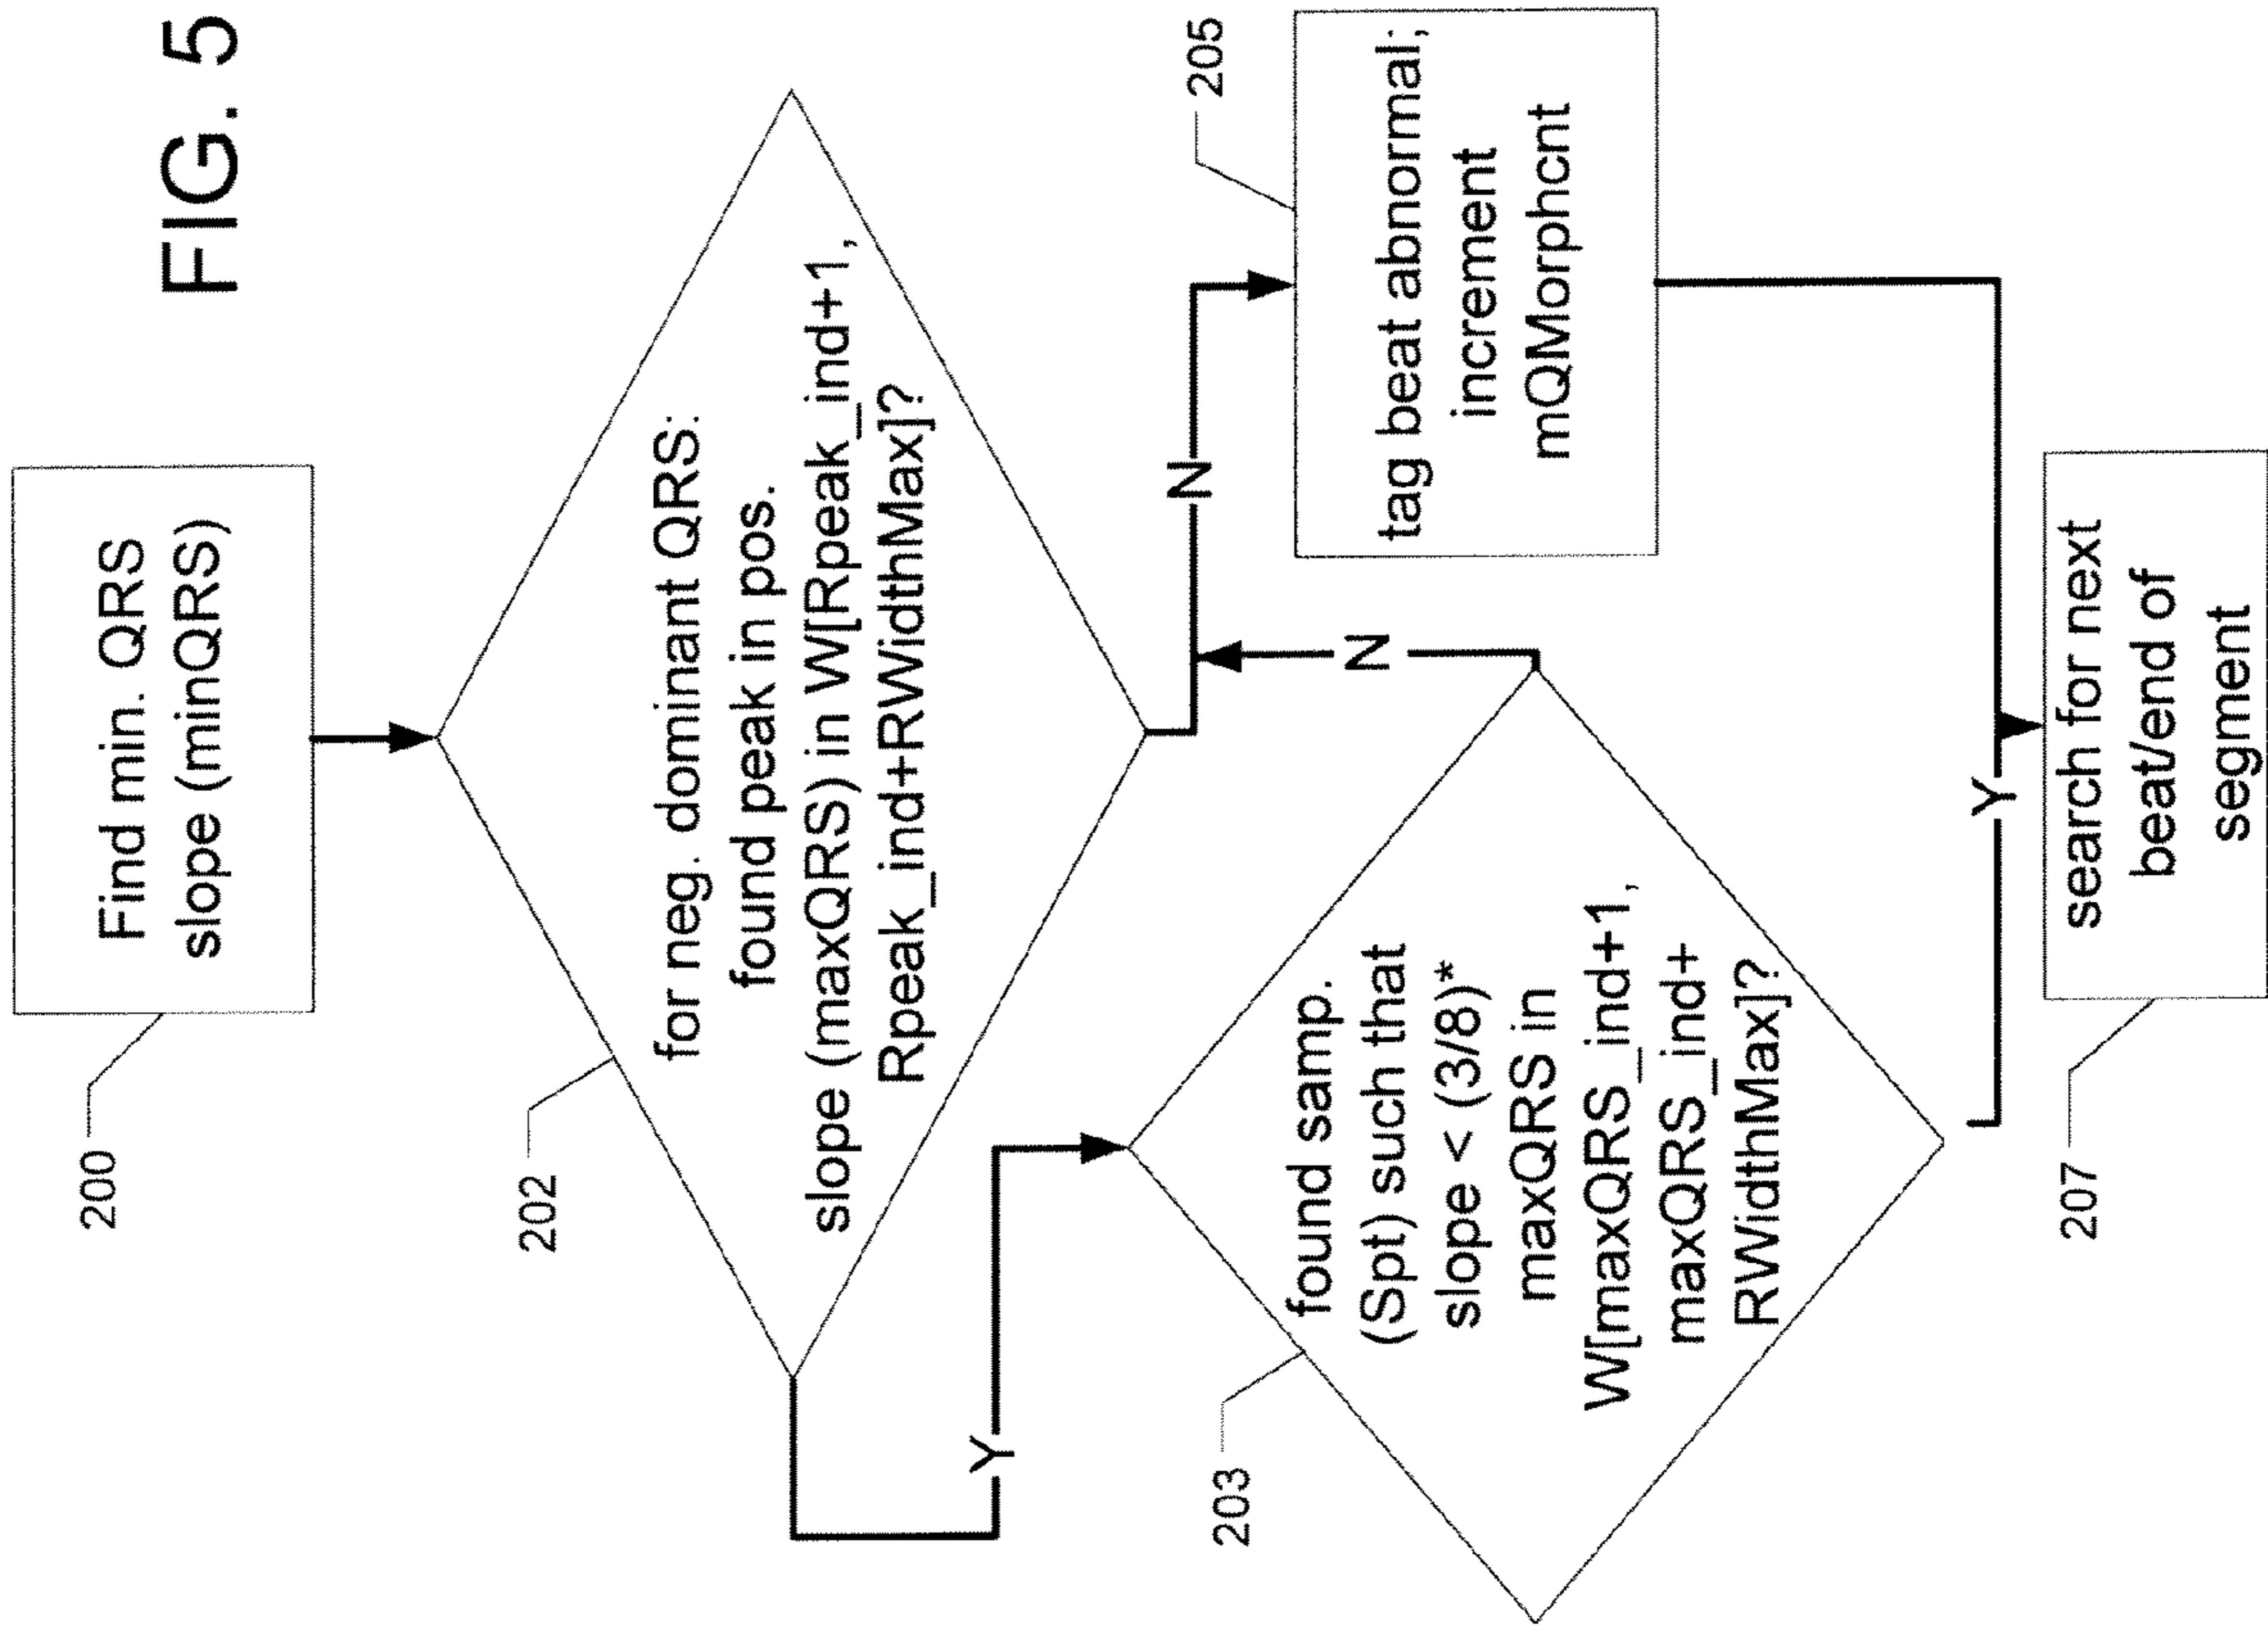 FIG. 5
200
Find min. QRS
slope (minQRS)
202
for neg. dominant QRS:
found peak in pos.
slope (maxQRS) in W[Rpeak_ind+1,
Rpeak_ind+RWidthMax]?
Y
N
203
found samp.
(Spt) such that
slope < (3/8)*
maxQRS in
W[maxQRS_ind+1,
maxQRS_ind+
RWidthMax]?
N
205
tag beat abnormal;
increment
mQMorphcnt
Y
207
search for next
beat/end of
segment